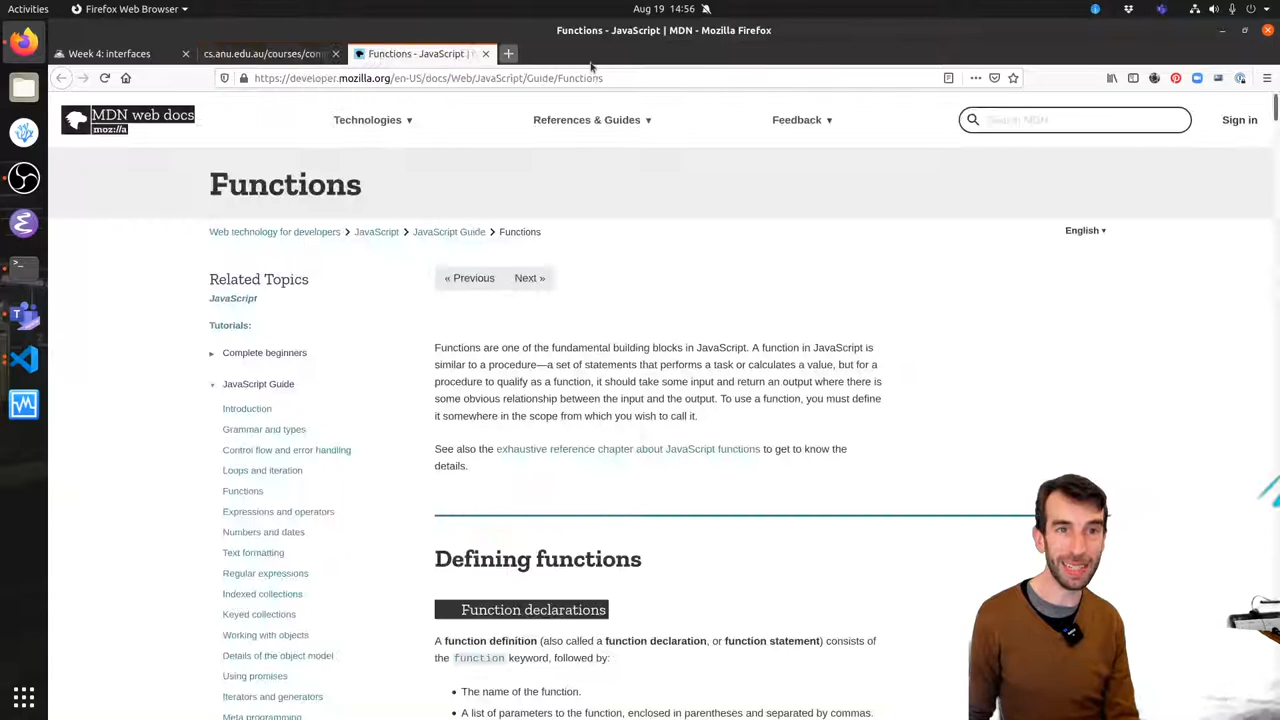 Activities
Firefox Web Browser ▾
Aug 19 14:56
Functions - JavaScript | MDN - Mozilla Firefox
Week 4: interfaces
cs.anu.edu.au/courses/com
Functions - JavaScript |
https://developer.mozilla.org/en-US/docs/Web/JavaScript/Guide/Functions
MDN web docs
moz://a
Technologies ▾
References & Guides ▾
Feedback ▾
Search MDN
Sign in
Functions
Web technology for developers > JavaScript > JavaScript Guide > Functions
English ▾
Related Topics
JavaScript
Tutorials:
▸ Complete beginners
▾ JavaScript Guide
Introduction
Grammar and types
Control flow and error handling
Loops and iteration
Functions
Expressions and operators
Numbers and dates
Text formatting
Regular expressions
Indexed collections
Keyed collections
Working with objects
Details of the object model
Using promises
Iterators and generators
Meta programming
« Previous
Next »
Functions are one of the fundamental building blocks in JavaScript. A function in JavaScript is
similar to a procedure—a set of statements that performs a task or calculates a value, but for a
procedure to qualify as a function, it should take some input and return an output where there is
some obvious relationship between the input and the output. To use a function, you must define
it somewhere in the scope from which you wish to call it.
See also the exhaustive reference chapter about JavaScript functions to get to know the
details.
Defining functions
Function declarations
A function definition (also called a function declaration, or function statement) consists of
the function keyword, followed by:
• The name of the function.
• A list of parameters to the function, enclosed in parentheses and separated by commas.